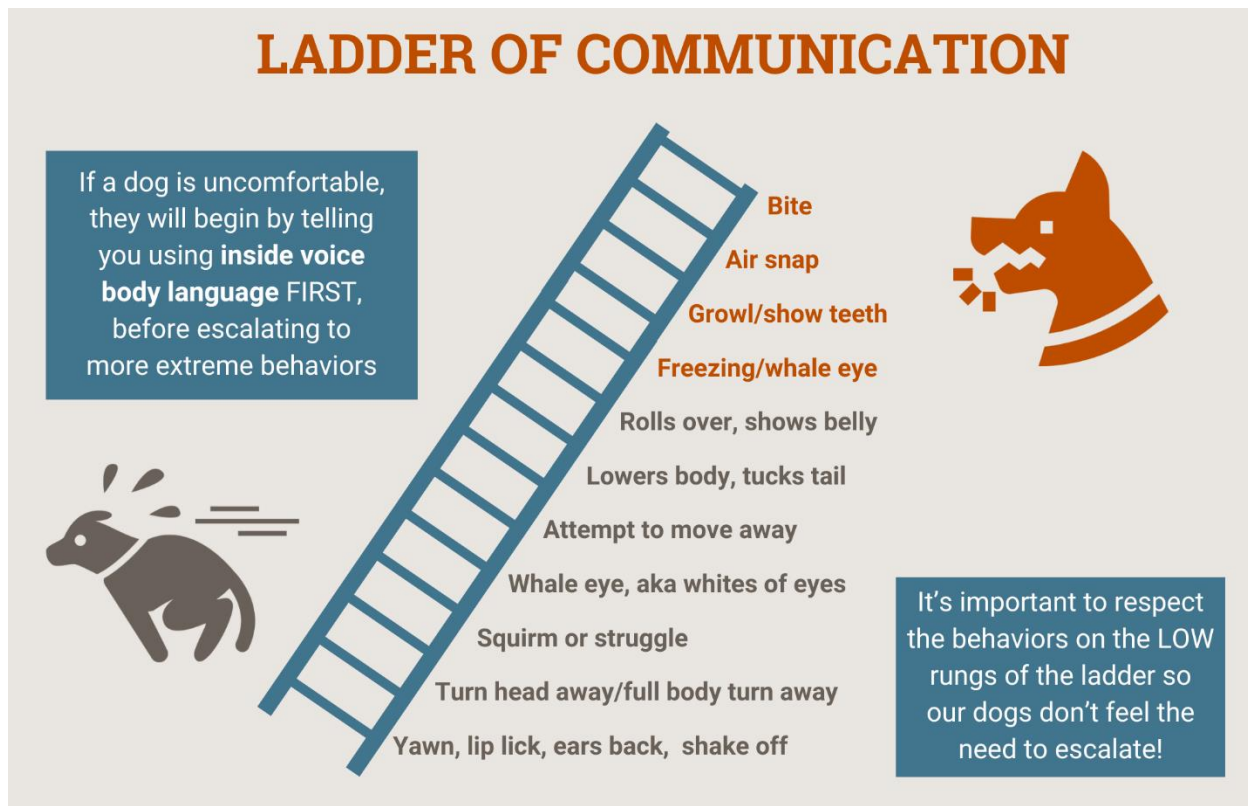 LADDER OF COMMUNICATION
If a dog is uncomfortable,
they will begin by telling
you using inside voice
body language FIRST,
before escalating to
more extreme behaviors
Bite
Air snap
Growl/show teeth
Freezing/whale eye
Rolls over, shows belly
Lowers body, tucks tail
Attempt to move away
Whale eye, aka whites of eyes
Squirm or struggle
Turn head away/full body turn away
Yawn, lip lick, ears back, shake off
It's important to respect
the behaviors on the LOW
rungs of the ladder so
our dogs don't feel the
need to escalate!